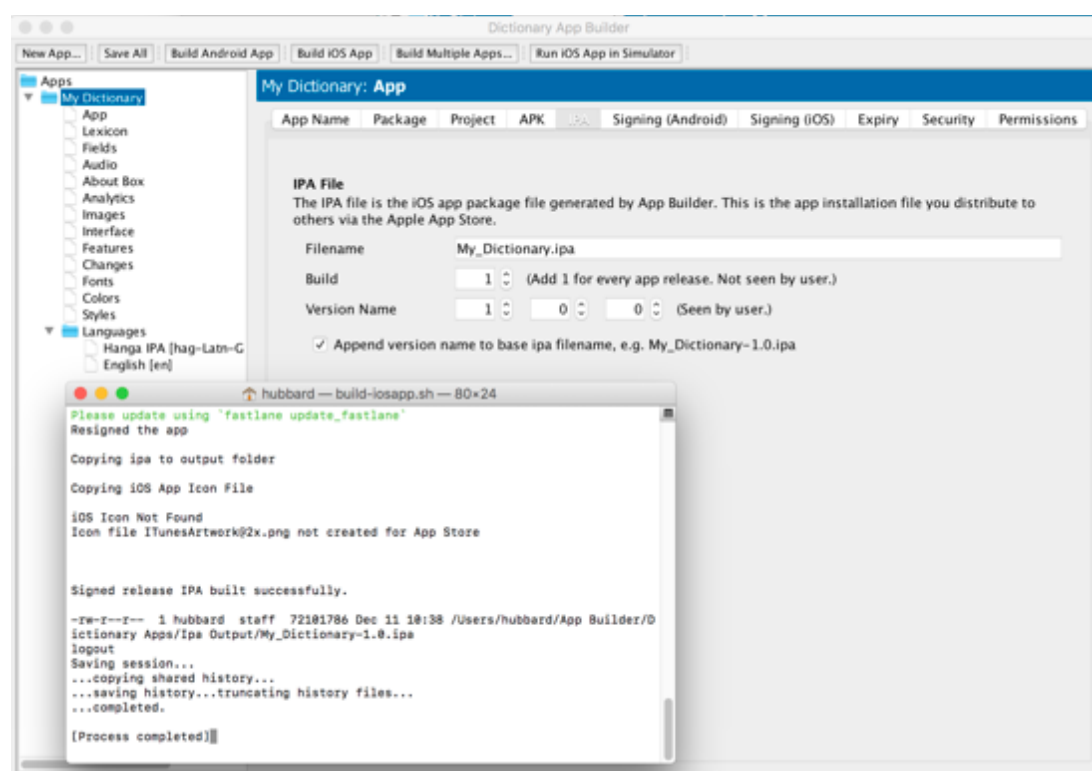 Dictionary App Builder
New App... Save All Build Android App Build iOS App Build Multiple Apps... Run iOS App in Simulator
Apps
My Dictionary
App
Lexicon
Fields
Audio
About Box
Analytics
Images
Interface
Features
Changes
Fonts
Colors
Styles
Languages
Hanga IPA [hag-Latn-G
English [en]
My Dictionary: App
App Name Package Project APK IPA Signing (Android) Signing (iOS) Expiry Security Permissions
IPA File
The IPA file is the iOS app package file generated by App Builder. This is the app installation file you distribute to
others via the Apple App Store.
Filename My_Dictionary.ipa
Build 1 (Add 1 for every app release. Not seen by user.)
Version Name 1 0 0 (Seen by user.)
Append version name to base ipa filename, e.g. My_Dictionary-1.0.ipa
hubbard — build-iosapp.sh — 80×24
Please update using `fastlane update_fastlane`
Resigned the app
Copying ipa to output folder
Copying iOS App Icon File
iOS Icon Not Found
Icon file ITunesArtwork@2x.png not created for App Store
Signed release IPA built successfully.
-rw-r--r-- 1 hubbard staff 72101786 Dec 11 10:38 /Users/hubbard/App Builder/D
ictionary Apps/Ipa Output/My_Dictionary-1.0.ipa
logout
Saving session...
...copying shared history...
...saving history...truncating history files...
...completed.
[Process completed]